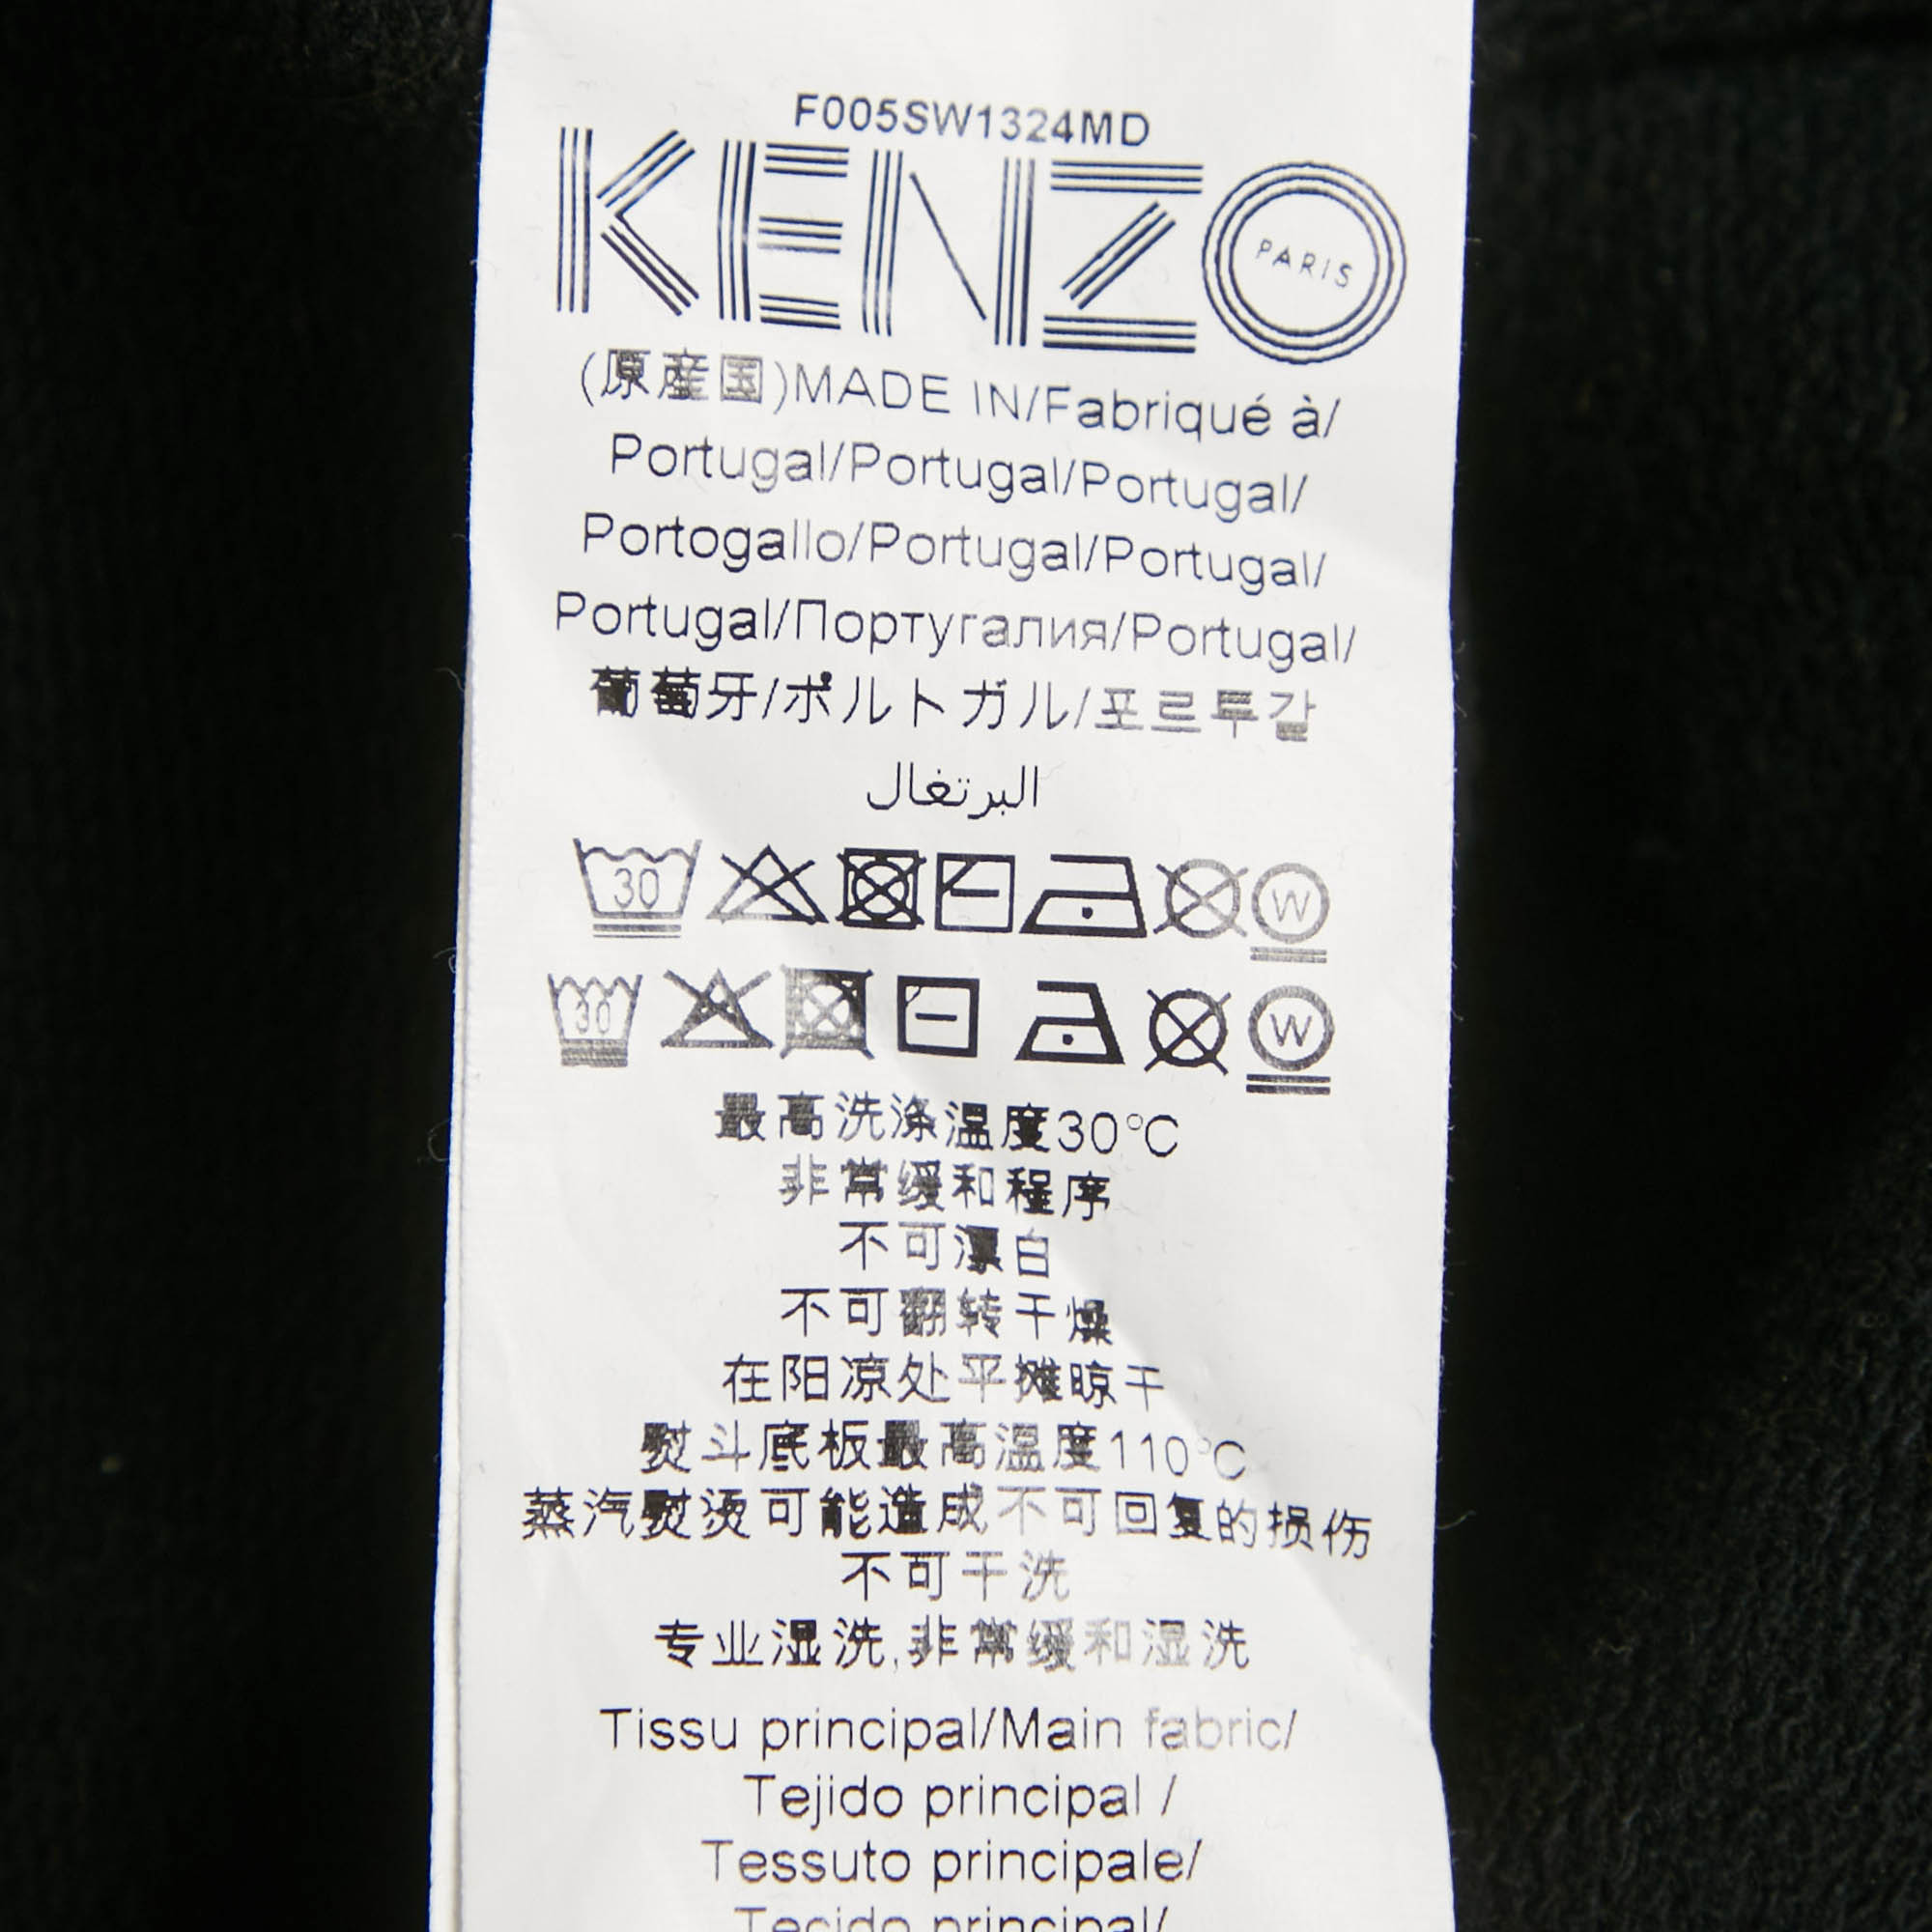 F005SW1324MD
KENZO
PARIS
(原産国)MADE IN/Fabriqué à/
Portugal/Portugal/Portugal/
Portogallo/Portugal/Portugal/
Portugal/Португалия/Portugal/
葡萄牙/ポルトガル/포르투갈
البرتغال
30 W
30 W
最高洗涤温度30°C
非常缓和程序
不可漂白
不可翻转干燥
在阳凉处平摊晾干
熨斗底板最高温度110°C
蒸汽熨烫可能造成不可回复的损伤
不可干洗
专业湿洗,非常缓和湿洗
Tissu principal/Main fabric/
Tejido principal /
Tessuto principale/
Tecido principal/